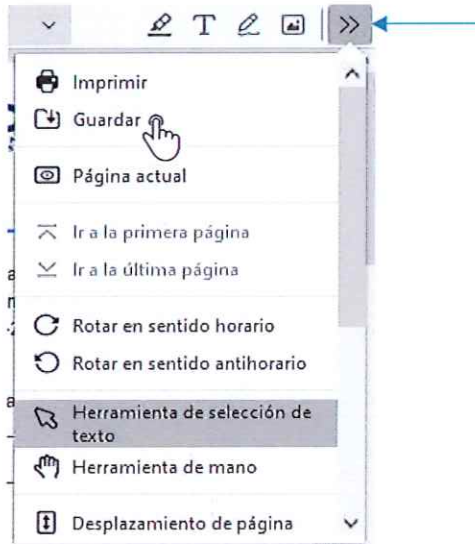 Imprimir
Guardar
Página actual
Ir a la primera página
Ir a la última página
Rotar en sentido horario
Rotar en sentido antihorario
Herramienta de selección de
texto
Herramienta de mano
Desplazamiento de página